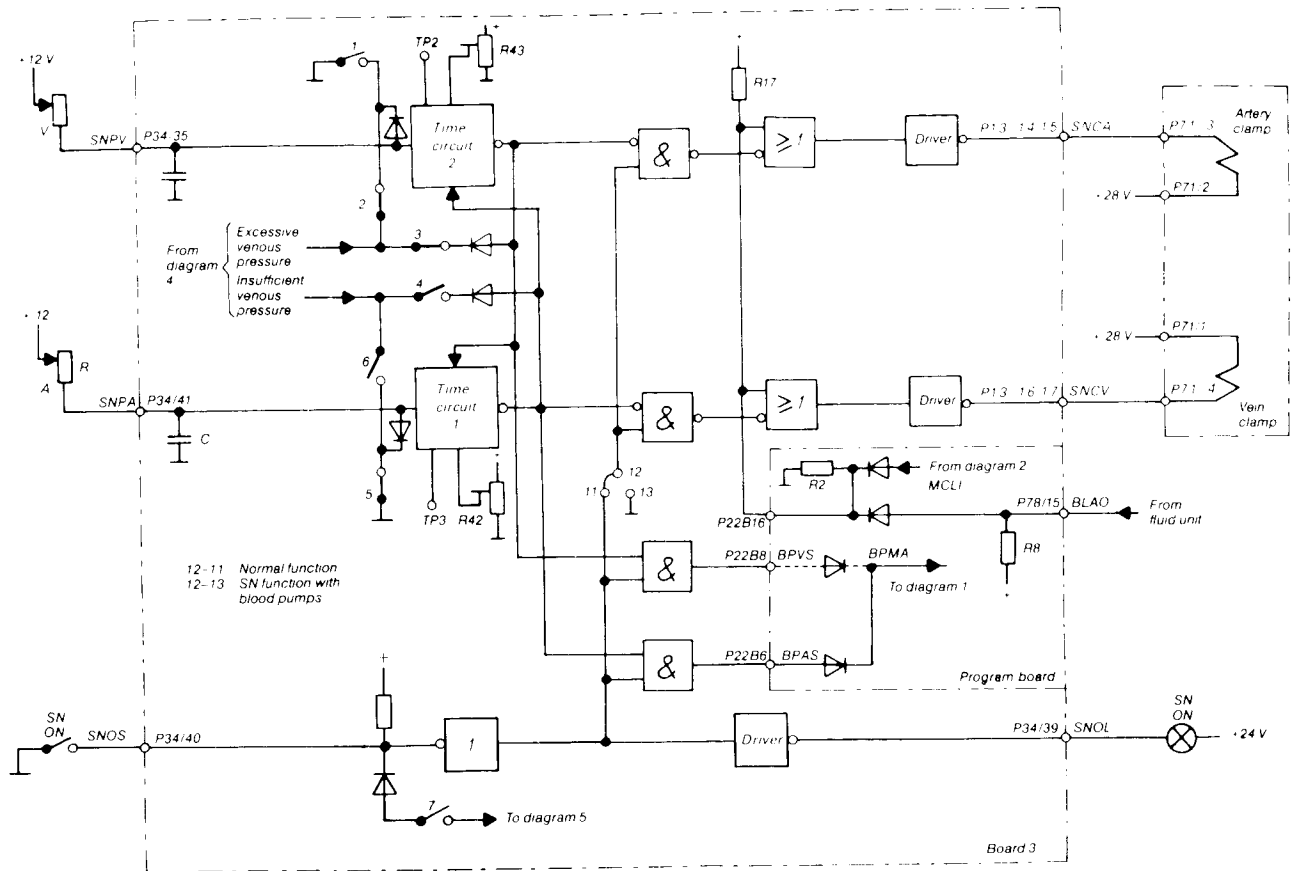 +12 V
V
SNPV
P34/35
1
TP2
+
R43
Time
circuit
2
2
From
diagram
4
Excessive
venous
pressure
Insufficient
venous
pressure
3
4
+12
R
A
SNPA
P34/41
C
6
Time
circuit
1
5
TP3
R42
+
R17
&
≥1
Driver
P13
14,15
SNCA
P71
3
Artery
clamp
+28 V
P71/2
&
≥1
Driver
P13
16,17
SNCV
P71
4
+28 V
P71/1
Vein
clamp
12
11
13
R2
From diagram 2
MCLI
P22B16
P78/15
BLAO
From
fluid unit
R8
+
12-11 Normal function
12-13 SN function with
blood pumps
&
P22B8
BPVS
BPMA
To diagram 1
&
P22B6
BPAS
Program board
SN
ON
SNOS
P34/40
+
1
Driver
P34/39
SNOL
SN
ON
+24 V
7
To diagram 5
Board 3